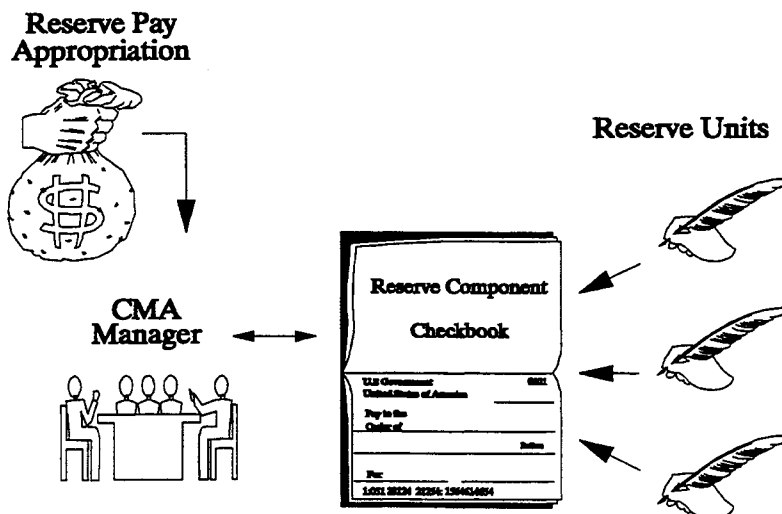 Reserve Pay
Appropriation
Reserve Units
CMA
Manager
Reserve Component
Checkbook
U.S Government
United States of America
Pay to the
Order of
For: